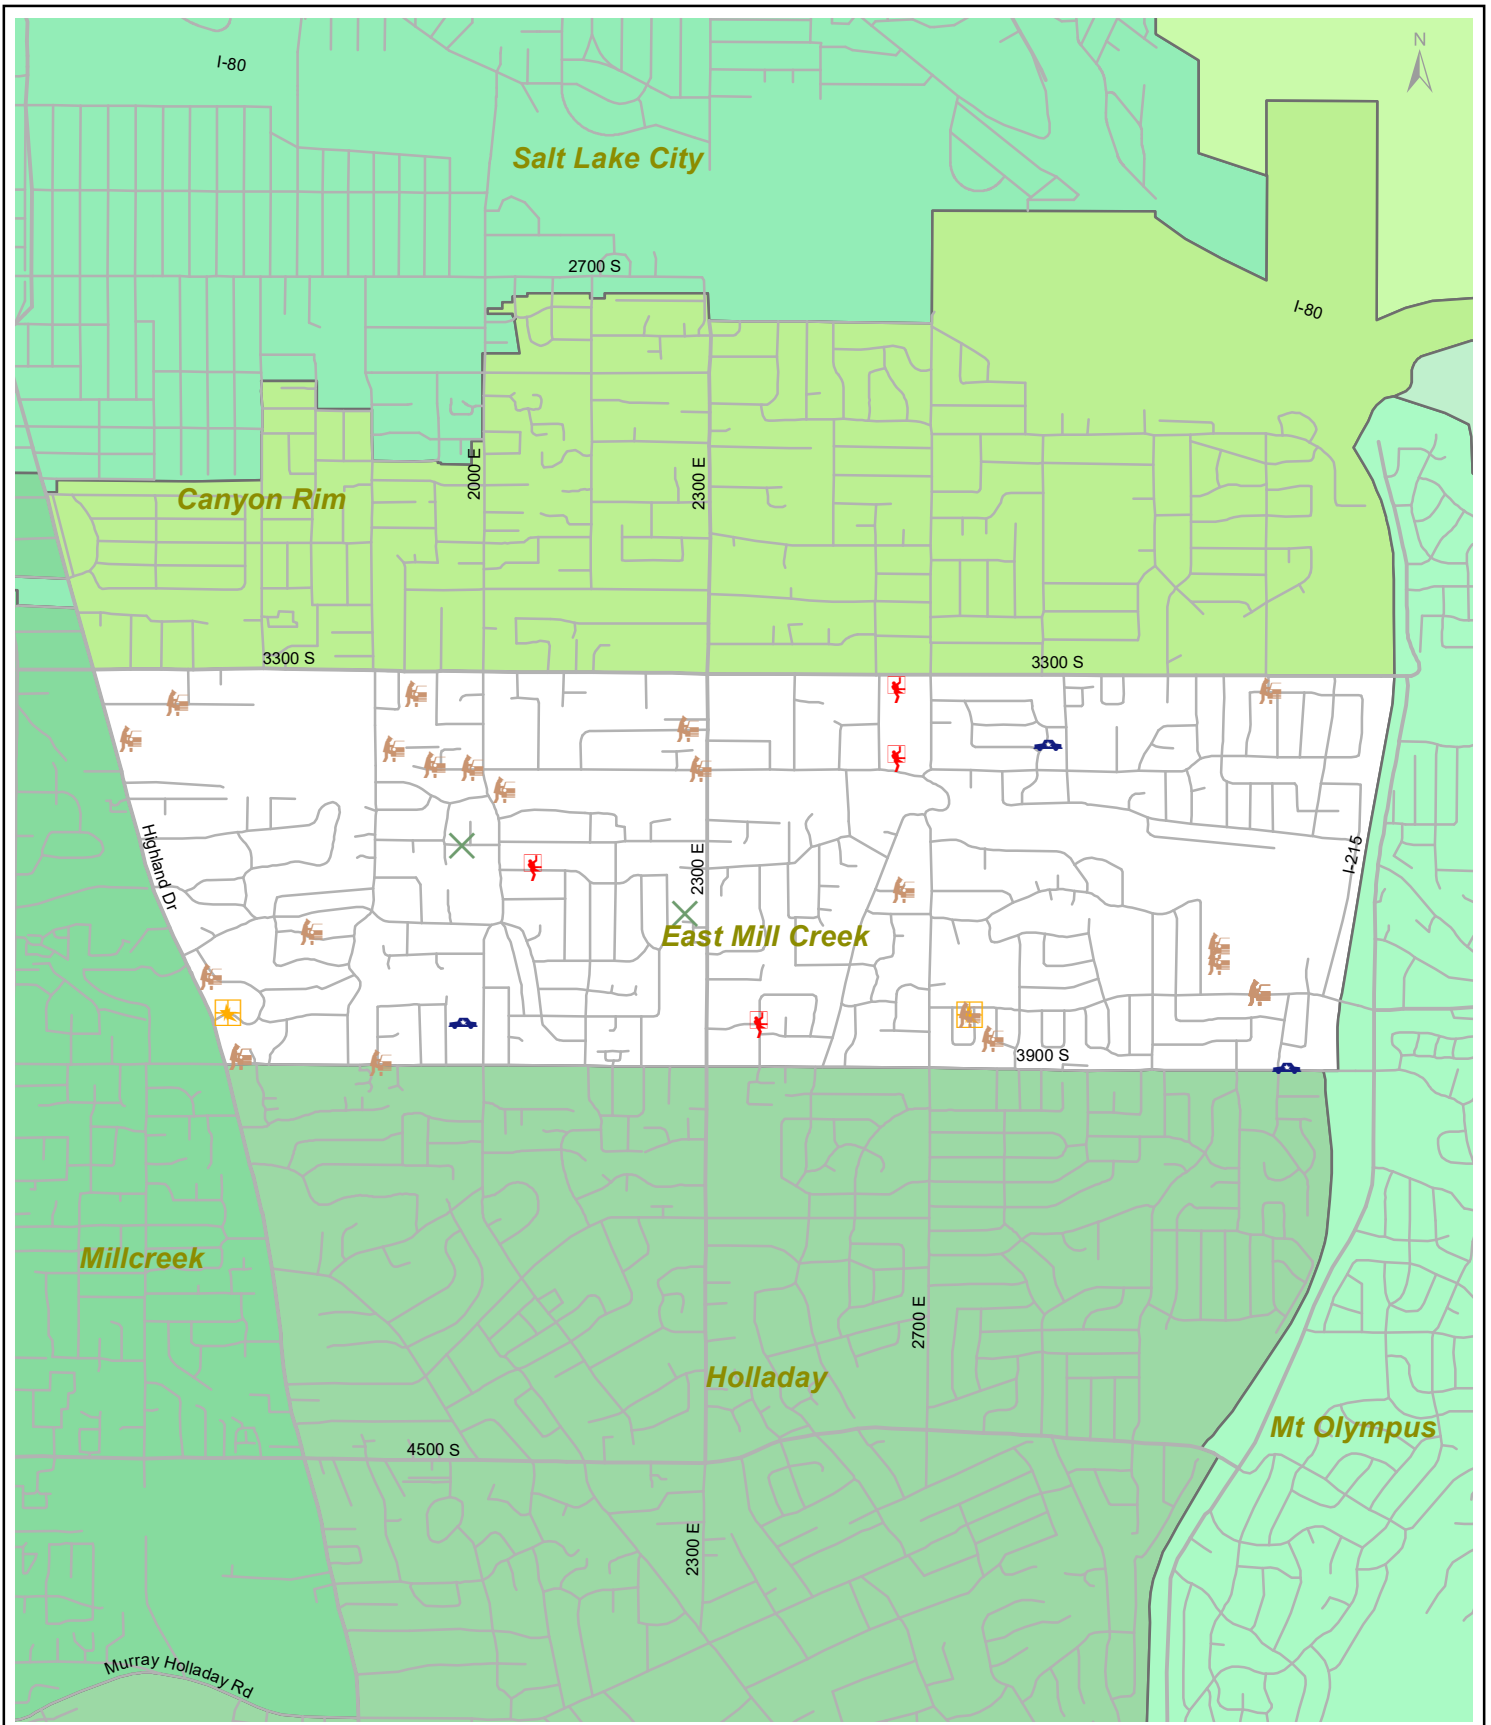 N
I-80
Salt Lake City
2700 S
I-80
2000 E
2300 E
Canyon Rim
3300 S
3300 S
Highland Dr
2300 E
I-215
East Mill Creek
3900 S
Millcreek
2700 E
Holladay
Mt Olympus
4500 S
2300 E
Murray Holladay Rd